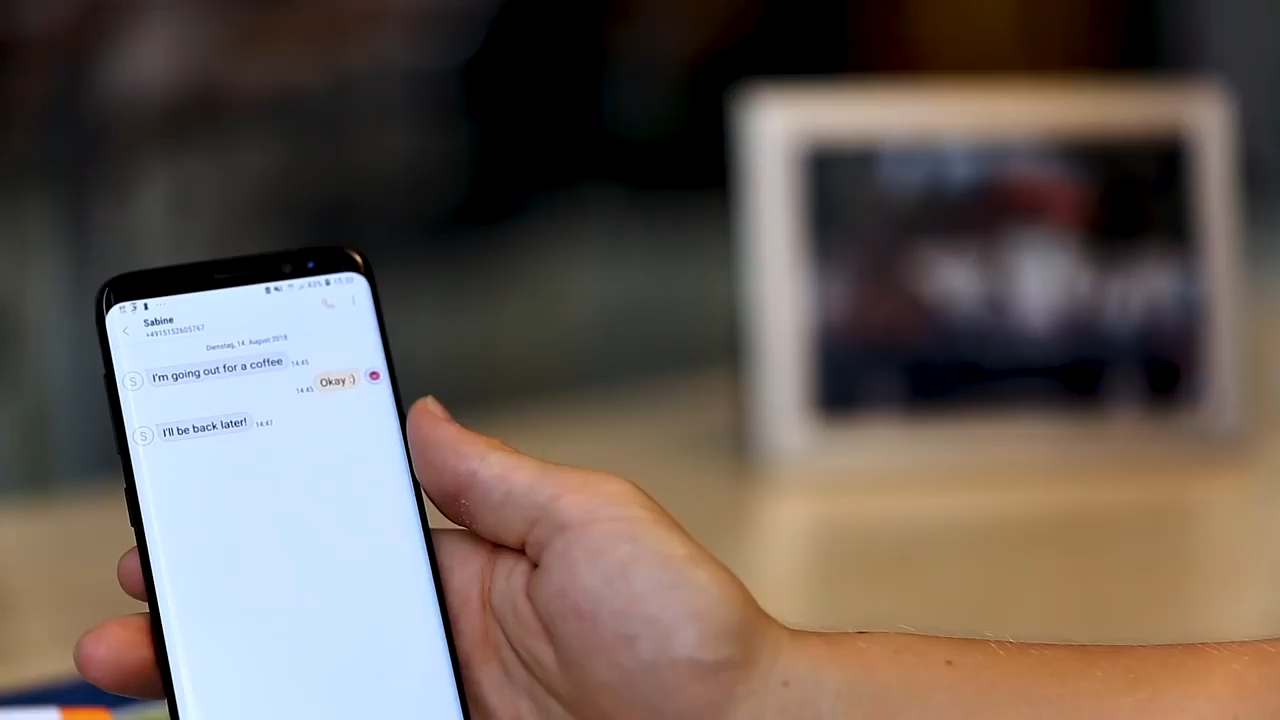 43%
Sabine
+4915152605767
Dienstag, 14. August 2018
S
I'm going out for a coffee 14:45
14:45 Okay :)
S
I'll be back later! 14:47